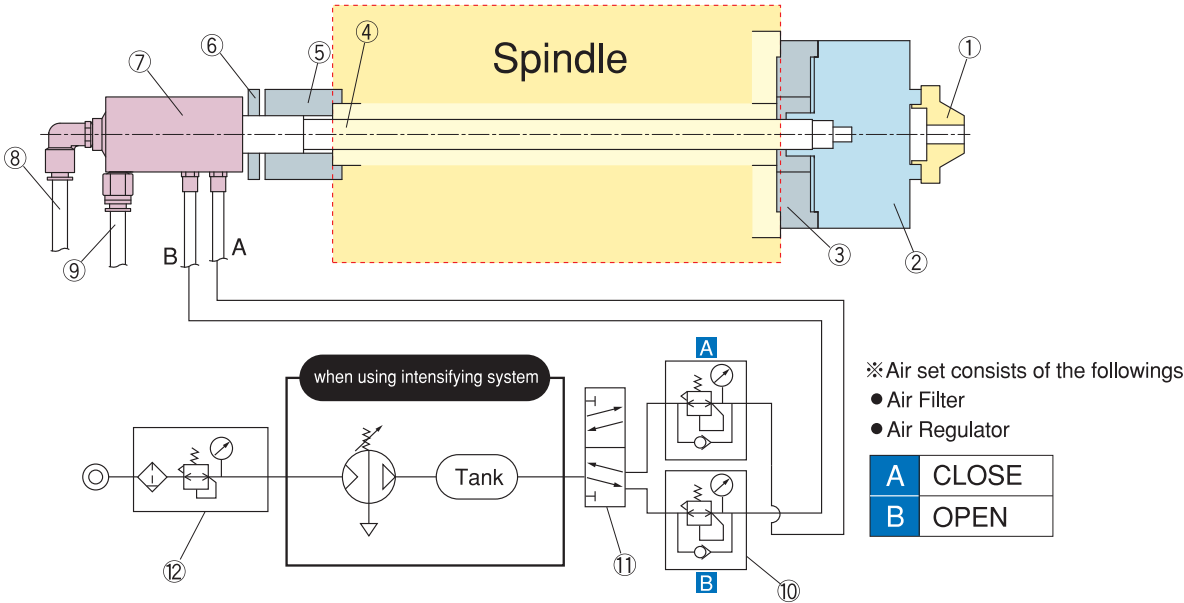 Spindle
①
②
③
④
⑤
⑥
⑦
⑧
⑨
B
A
when using intensifying system
Tank
A
B
⑩
⑪
⑫
※Air set consists of the followings
● Air Filter
● Air Regulator
A CLOSE
B OPEN